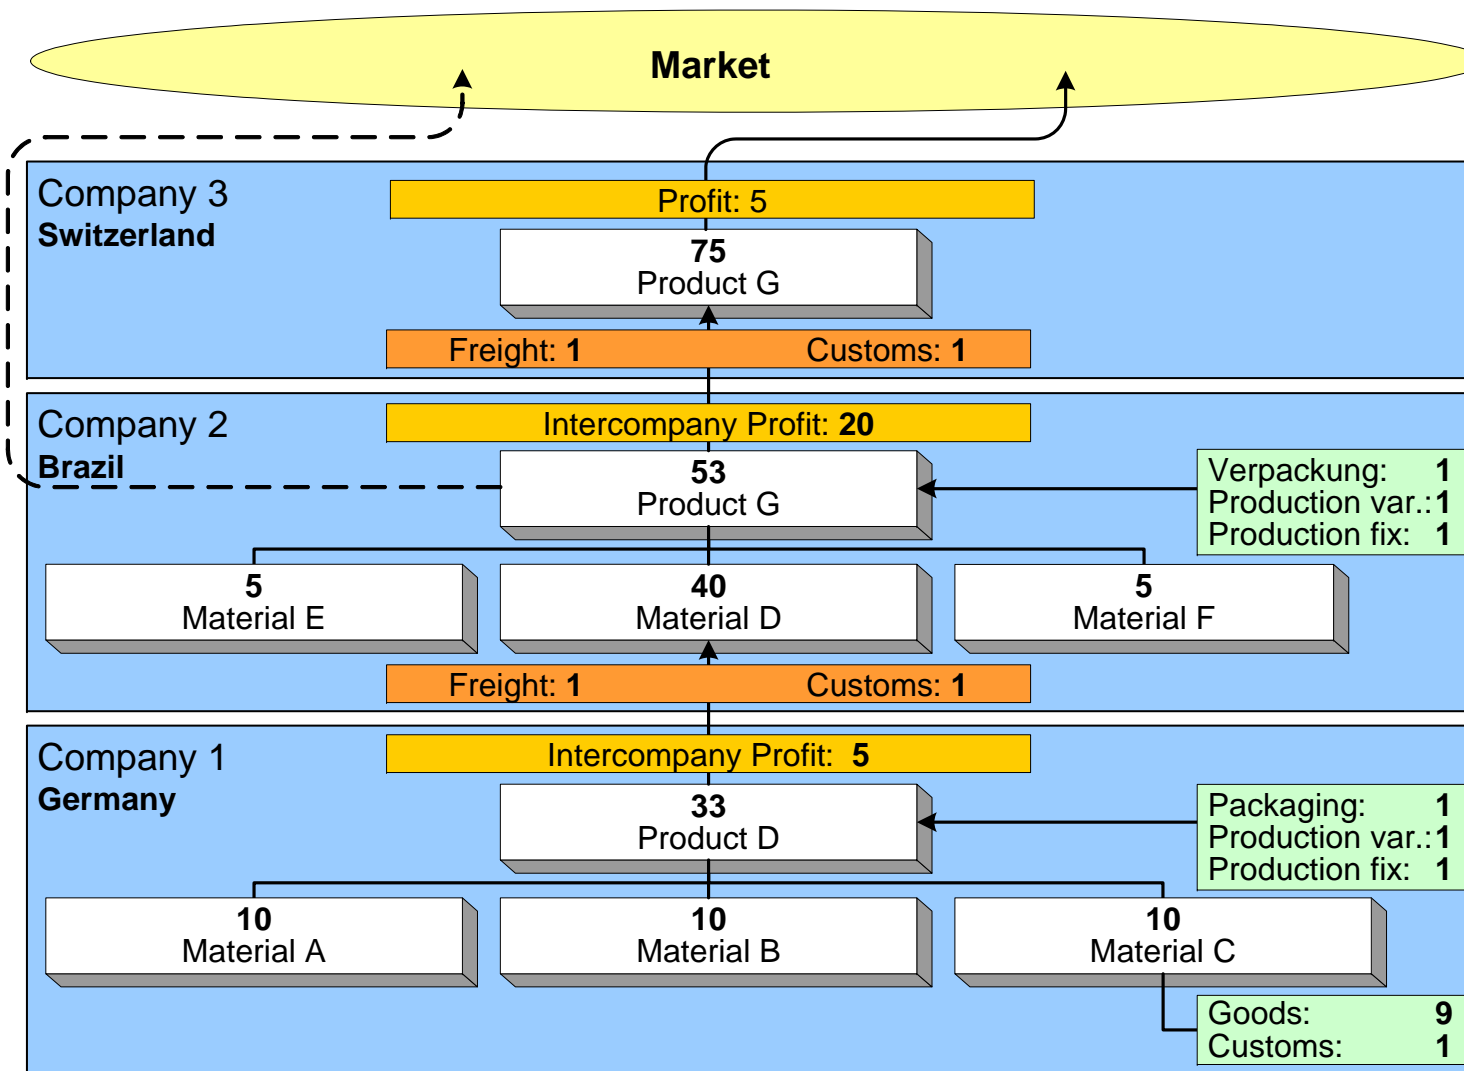 Market
Company 3
Switzerland
Profit: 5
75
Product G
Freight: 1 Customs: 1
Company 2
Brazil
Intercompany Profit: 20
53
Product G
Verpackung: 1
Production var.: 1
Production fix: 1
5
Material E
40
Material D
5
Material F
Freight: 1 Customs: 1
Company 1
Germany
Intercompany Profit: 5
33
Product D
Packaging: 1
Production var.: 1
Production fix: 1
10
Material A
10
Material B
10
Material C
Goods: 9
Customs: 1